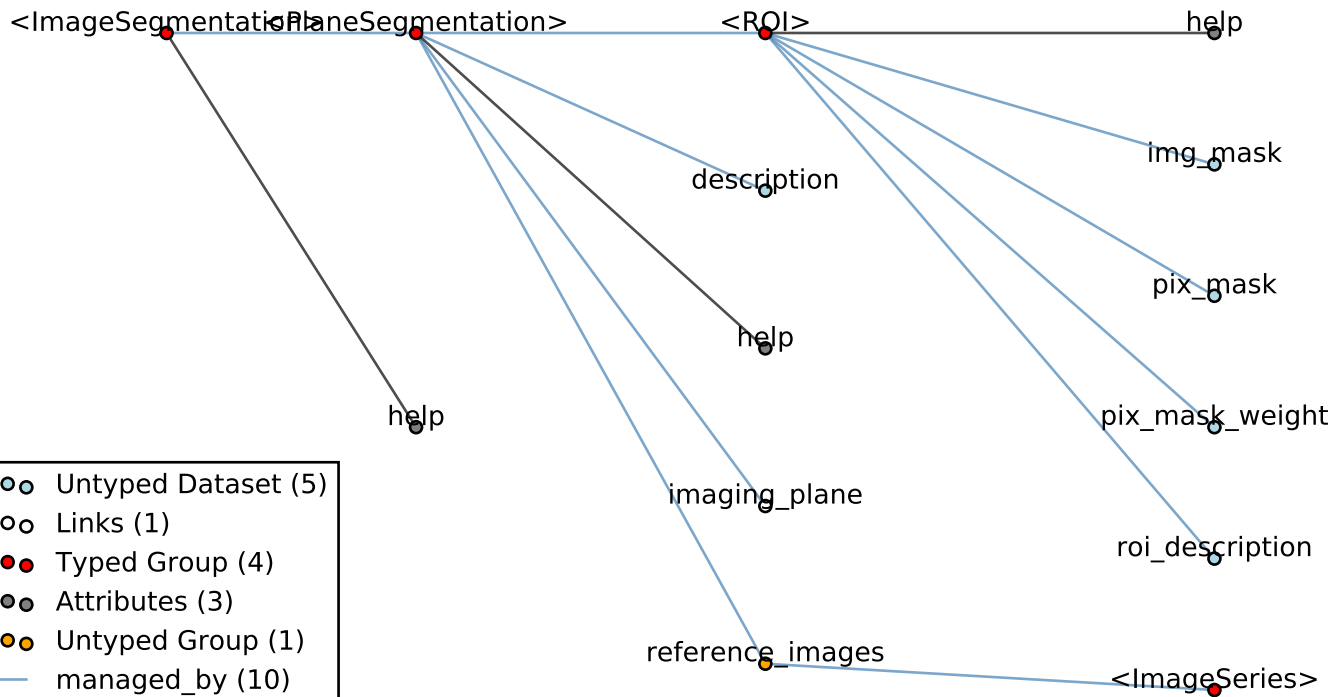 <ImageSegmentation>
<PlaneSegmentation>
<ROI>
help
img_mask
description
pix_mask
help
help
pix_mask_weight
imaging_plane
roi_description
reference_images
<ImageSeries>
Untyped Dataset (5)
Links (1)
Typed Group (4)
Attributes (3)
Untyped Group (1)
managed_by (10)